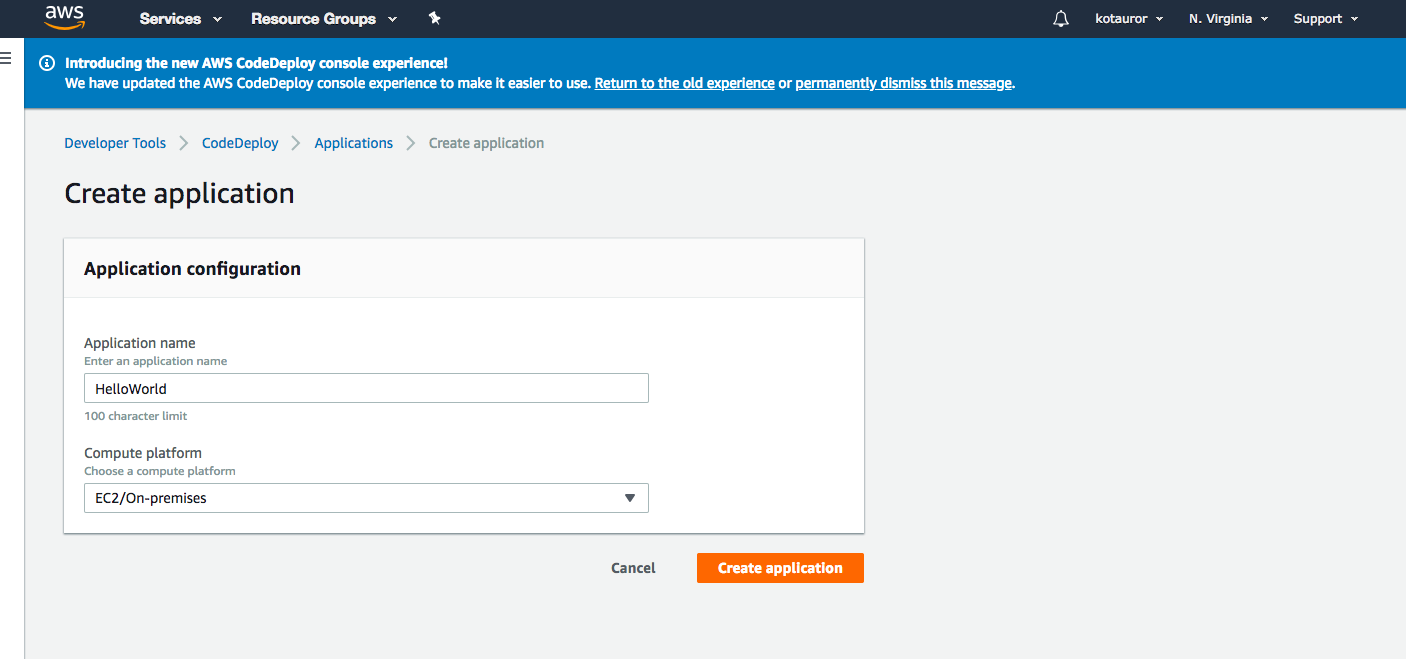 aws Services Resource Groups kotauror N. Virginia Support
Introducing the new AWS CodeDeploy console experience!
We have updated the AWS CodeDeploy console experience to make it easier to use. Return to the old experience or permanently dismiss this message.
Developer Tools CodeDeploy Applications Create application
Create application
Application configuration
Application name
Enter an application name
HelloWorld
100 character limit
Compute platform
Choose a compute platform
EC2/On-premises
Cancel Create application